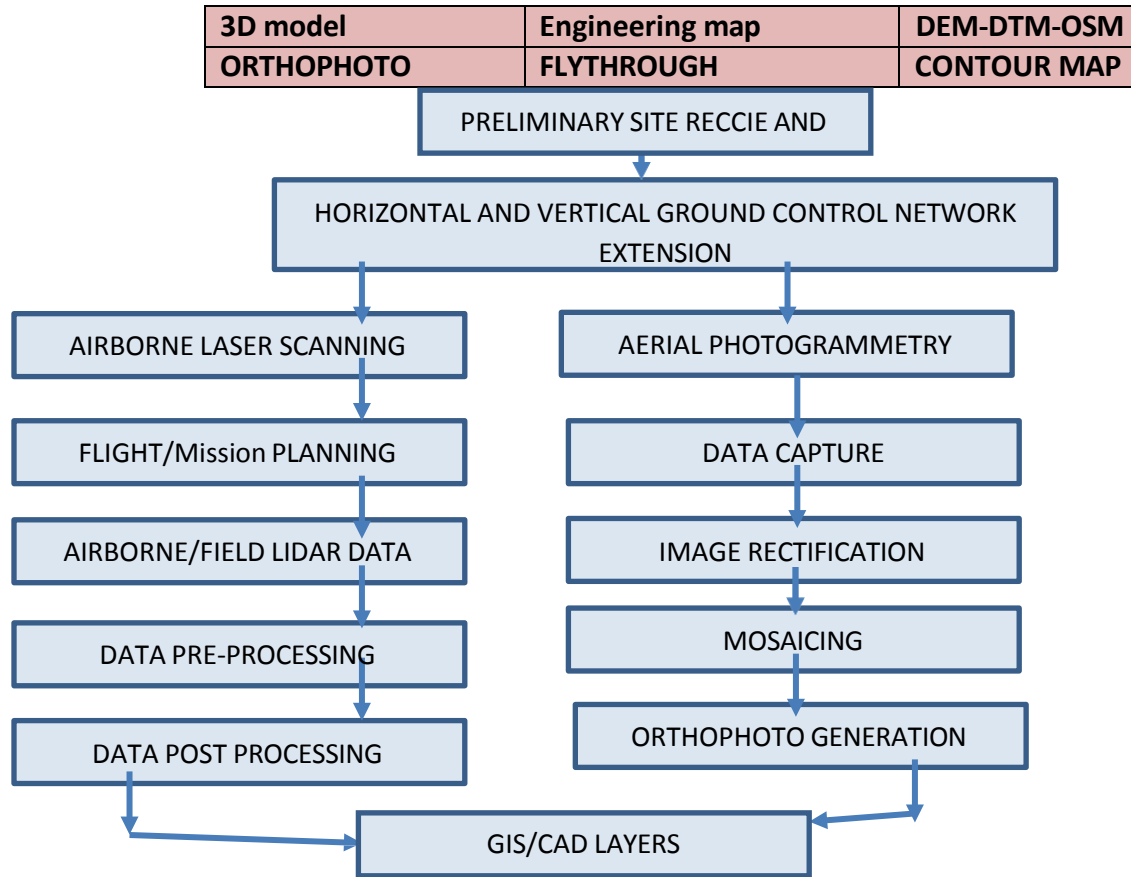 3D model Engineering map DEM-DTM-OSM
ORTHOPHOTO FLYTHROUGH CONTOUR MAP
PRELIMINARY SITE RECCIE AND
HORIZONTAL AND VERTICAL GROUND CONTROL NETWORK
EXTENSION
AIRBORNE LASER SCANNING
AERIAL PHOTOGRAMMETRY
FLIGHT/Mission PLANNING
DATA CAPTURE
AIRBORNE/FIELD LIDAR DATA
IMAGE RECTIFICATION
DATA PRE-PROCESSING
MOSAICING
DATA POST PROCESSING
ORTHOPHOTO GENERATION
GIS/CAD LAYERS